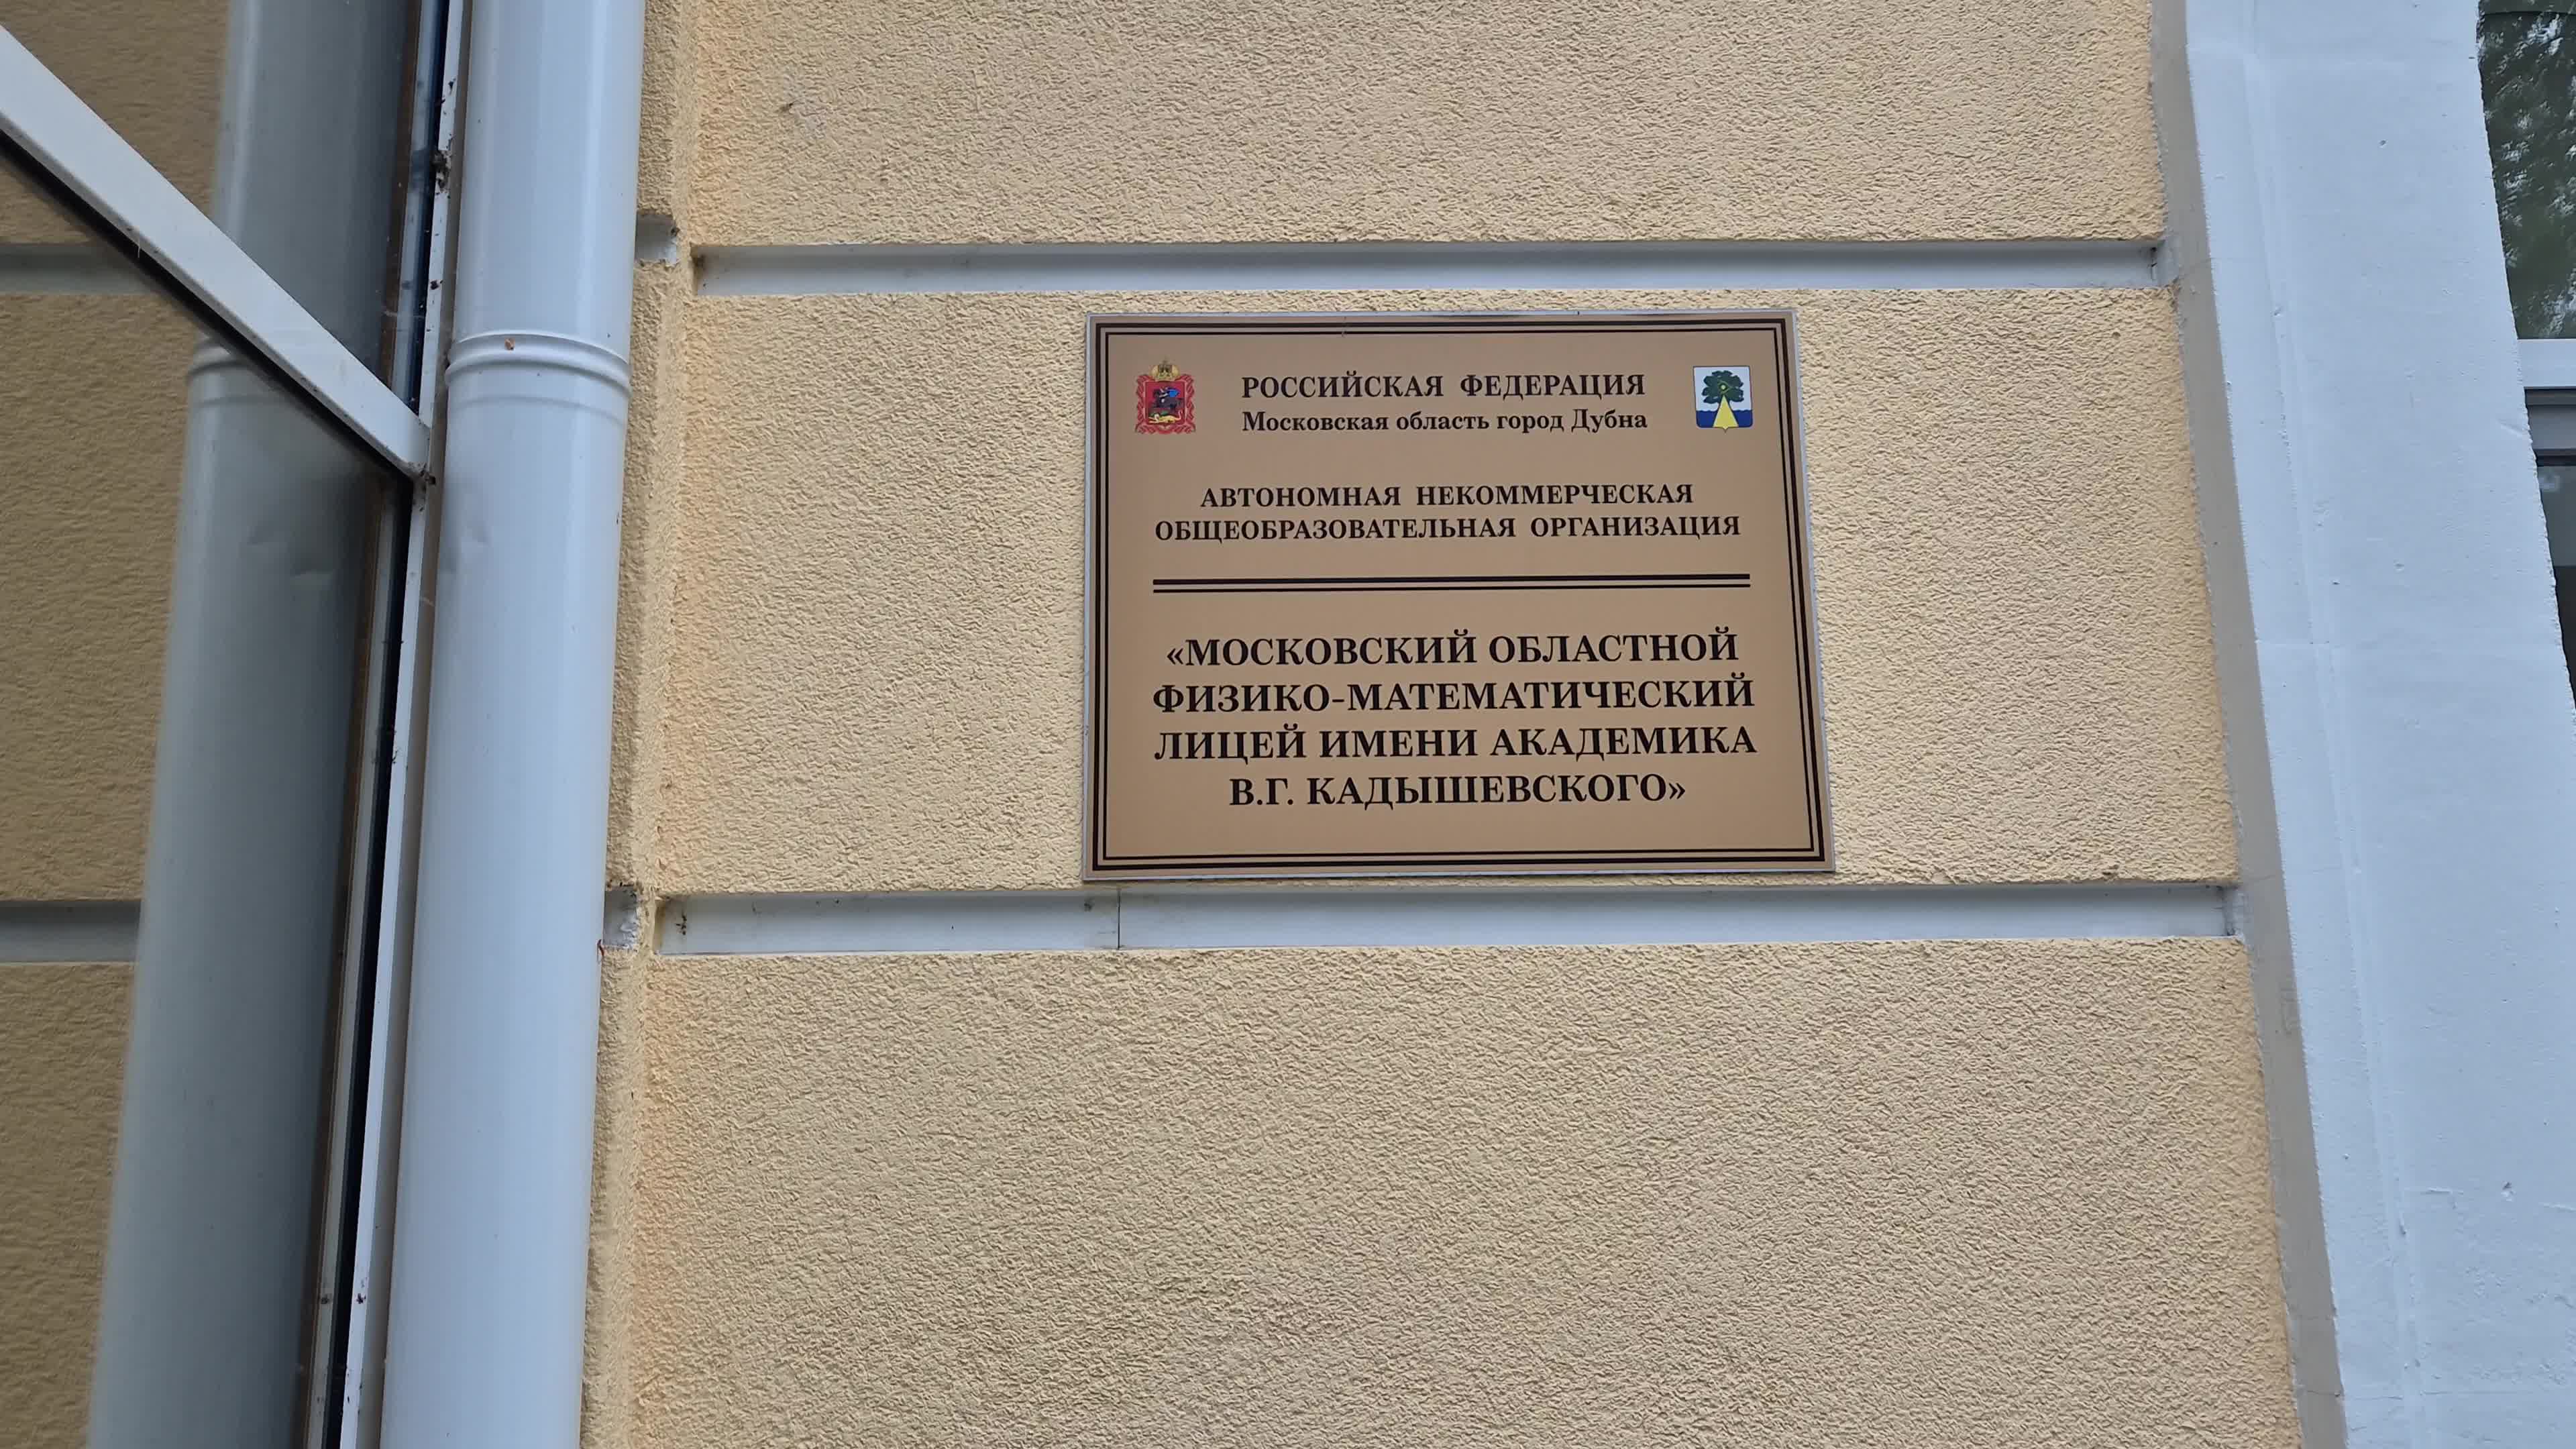 РОССИЙСКАЯ ФЕДЕРАЦИЯ
Московская область город Дубна
АВТОНОМНАЯ НЕКОММЕРЧЕСКАЯ
ОБЩЕОБРАЗОВАТЕЛЬНАЯ ОРГАНИЗАЦИЯ
«МОСКОВСКИЙ ОБЛАСТНОЙ
ФИЗИКО-МАТЕМАТИЧЕСКИЙ
ЛИЦЕЙ ИМЕНИ АКАДЕМИКА
В.Г. КАДЫШЕВСКОГО»